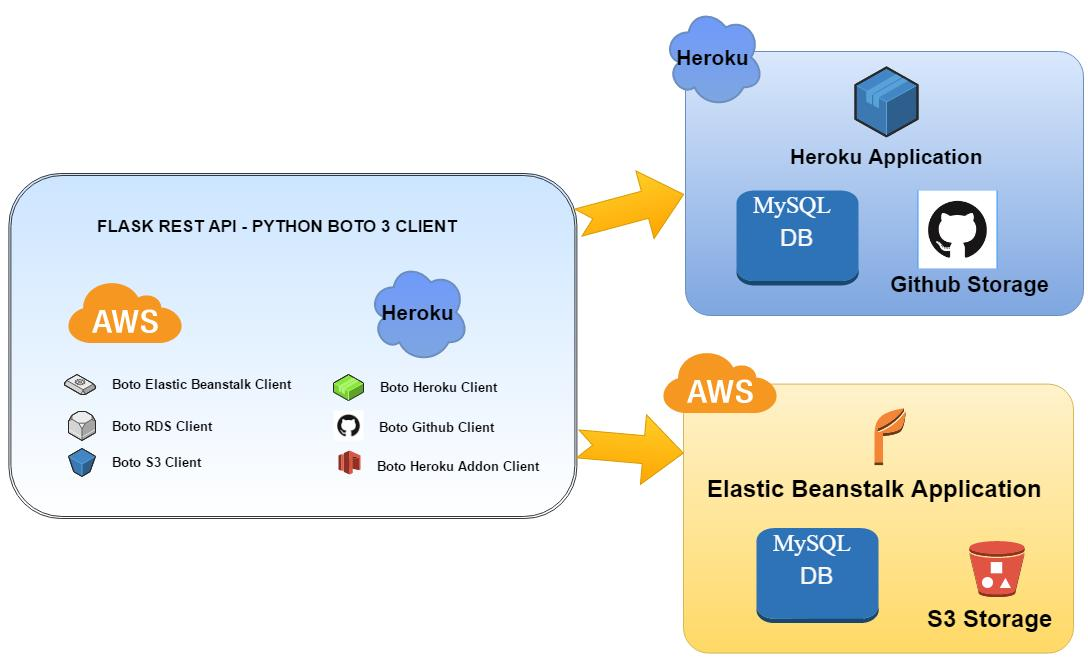 FLASK REST API - PYTHON BOTO 3 CLIENT
AWS
Boto Elastic Beanstalk Client
Boto RDS Client
Boto S3 Client
Heroku
Boto Heroku Client
Boto Github Client
Boto Heroku Addon Client
Heroku
Heroku Application
MySQL
DB
Github Storage
AWS
Elastic Beanstalk Application
MySQL
DB
S3 Storage